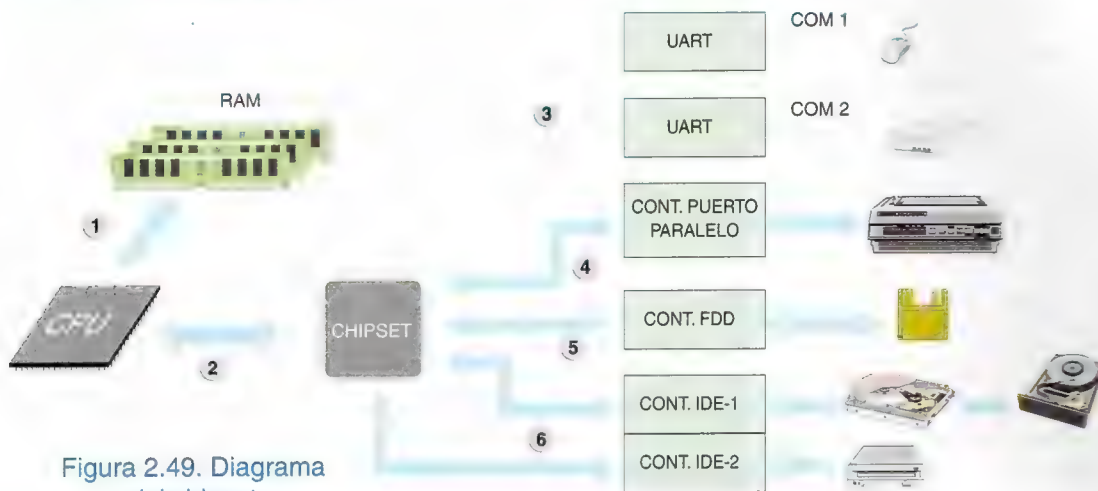 UART
COM 1
RAM
3
UART
COM 2
1
CONT. PUERTO
PARALELO
4
CPU
CHIPSET
CONT. FDD
5
2
CONT. IDE-1
6
CONT. IDE-2
Figura 2.49. Diagrama